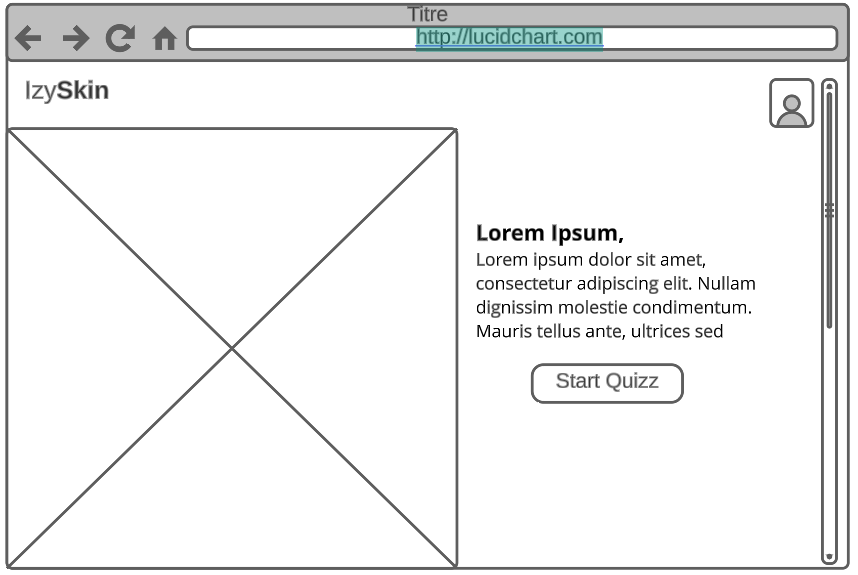 Titre
http://lucidchart.com
IzySkin
Lorem Ipsum,
Lorem ipsum dolor sit amet,
consectetur adipiscing elit. Nullam
dignissim molestie condimentum.
Mauris tellus ante, ultrices sed
Start Quizz